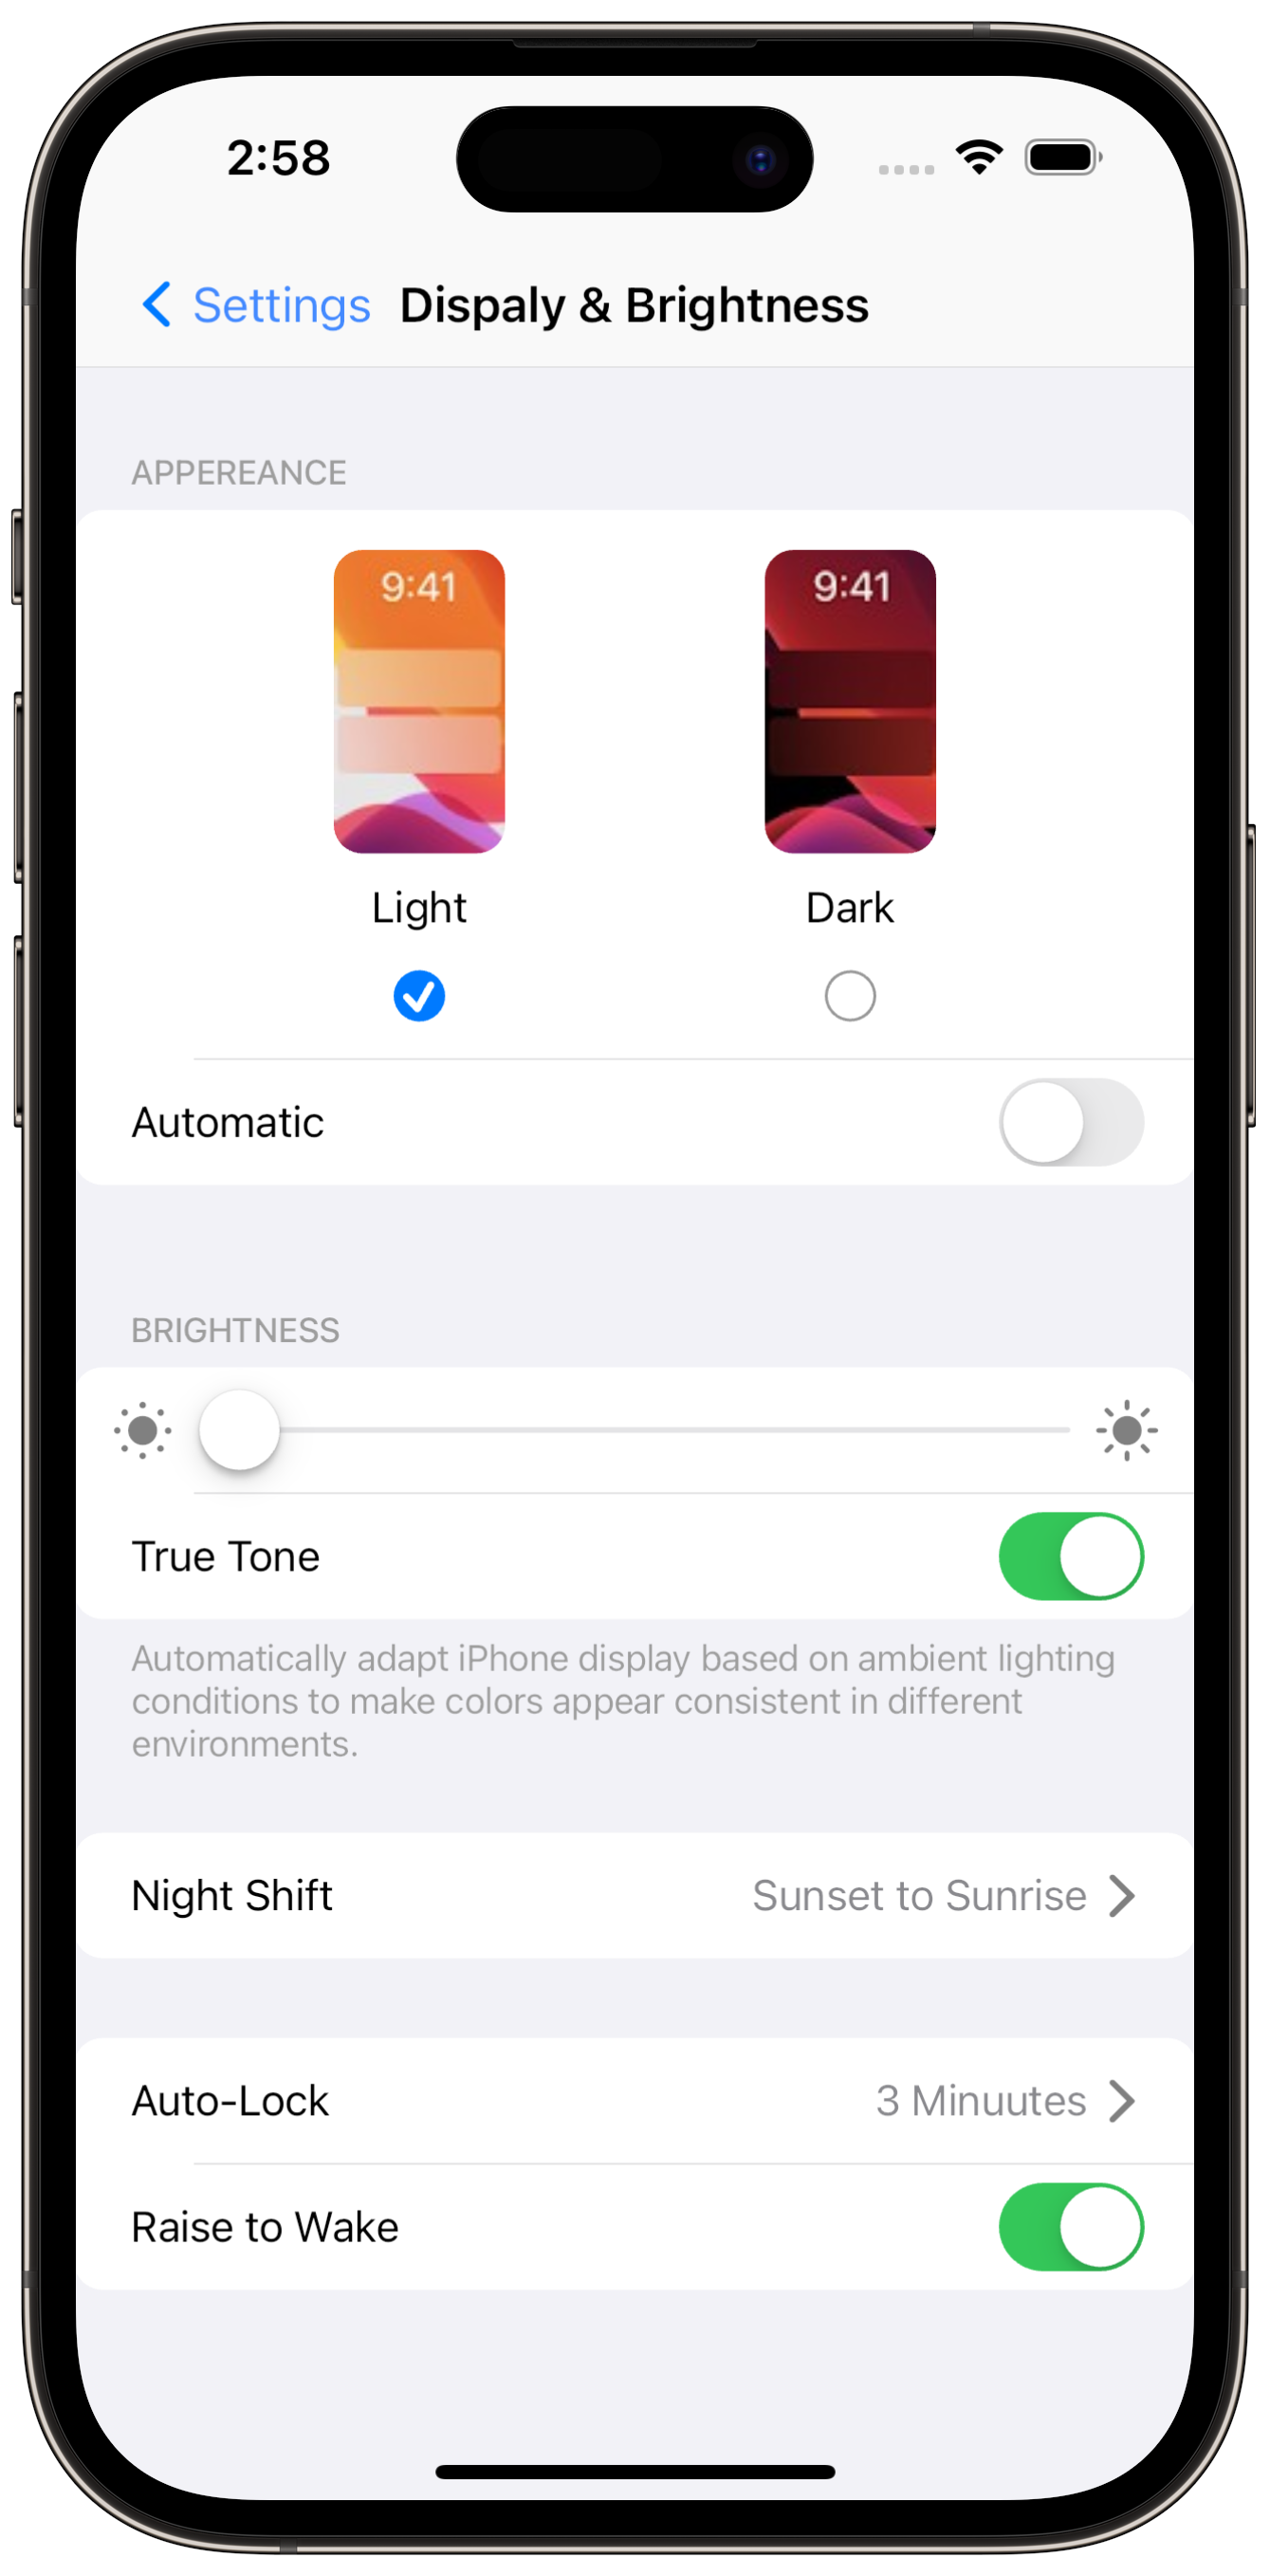 2:58
Settings Dispaly & Brightness
APPEREANCE
9:41 9:41
Light Dark
Automatic
BRIGHTNESS
True Tone
Automatically adapt iPhone display based on ambient lighting
conditions to make colors appear consistent in different
environments.
Night Shift Sunset to Sunrise
Auto-Lock 3 Minuutes
Raise to Wake